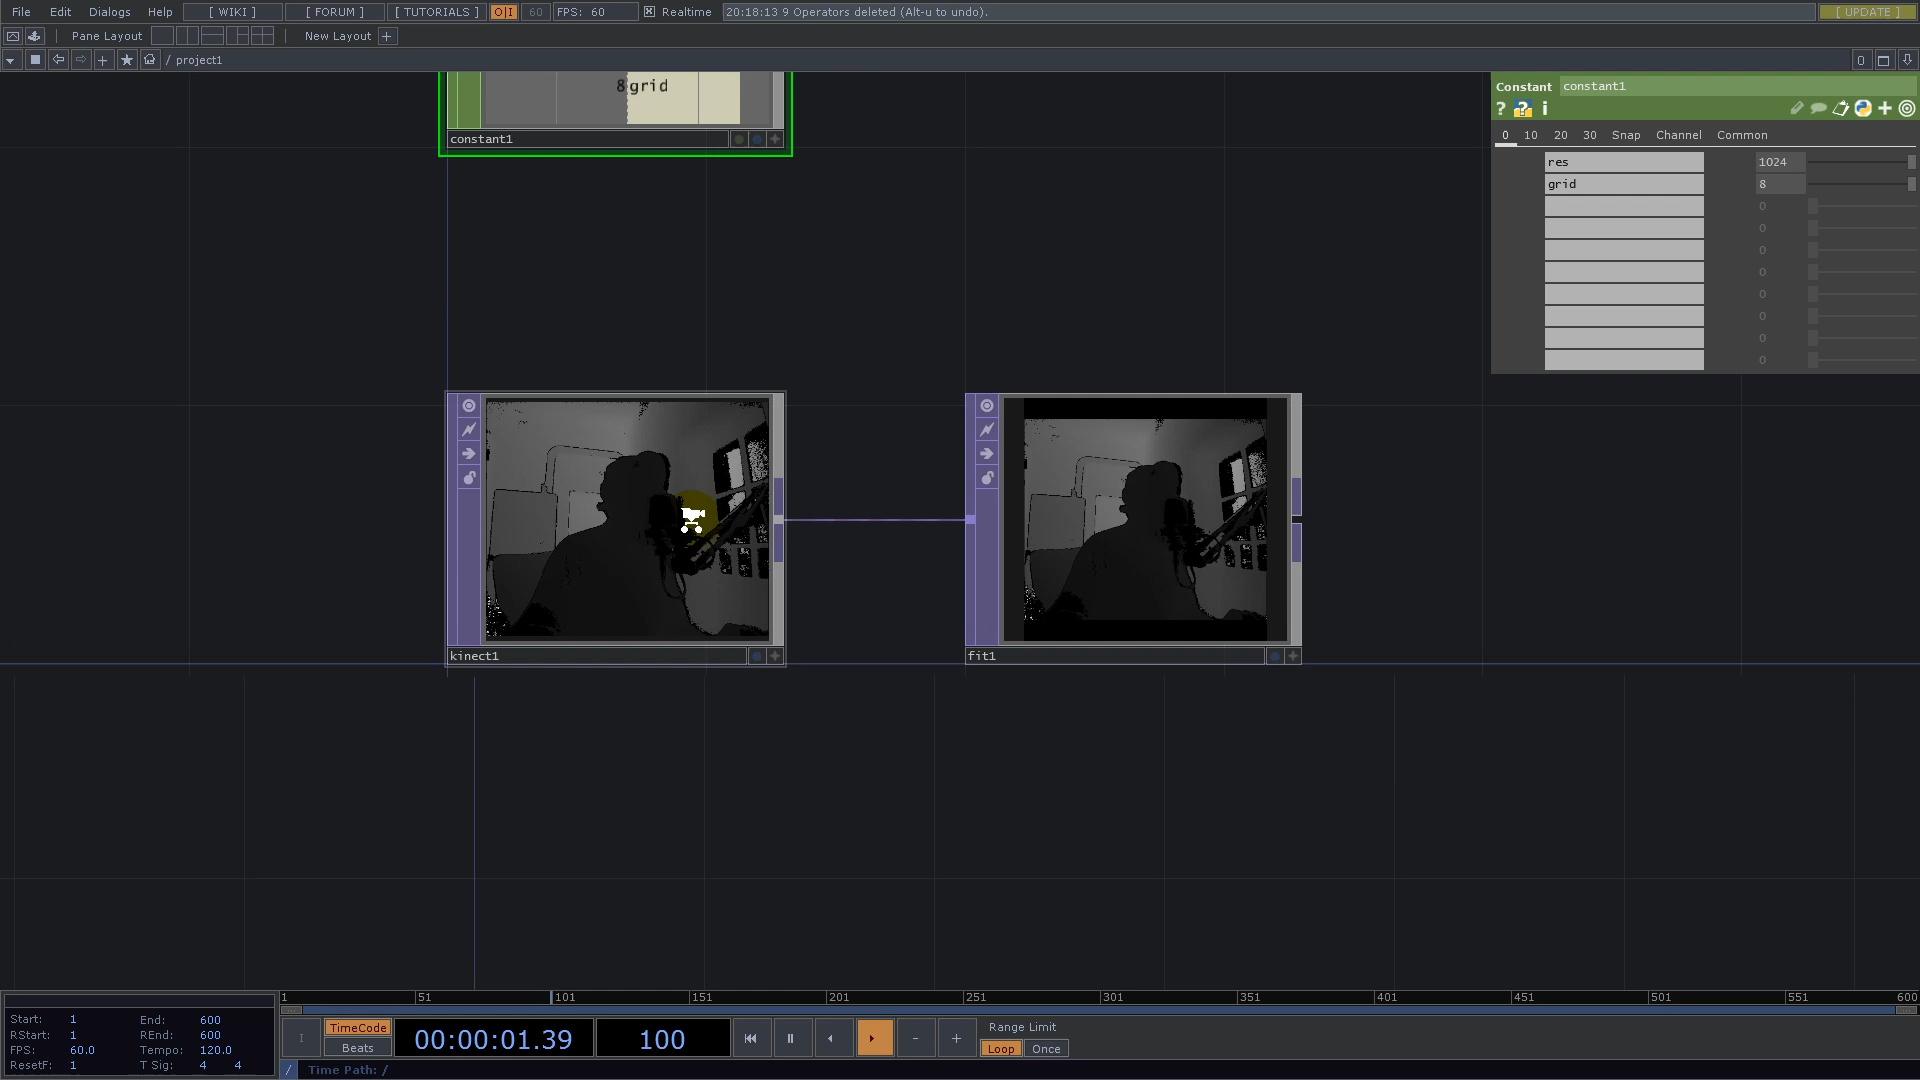 File Edit Dialogs Help [ WIKI ] [ FORUM ] [ TUTORIALS ] O|I 60 FPS: 60 Realtime 20:18:13 9 Operators deleted (Alt-u to undo). [ UPDATE ]
Pane Layout New Layout +
/ project1 0
8 grid
constant1
Constant constant1
? ? i
0 10 20 30 Snap Channel Common
res 1024
grid 8
0
0
0
0
0
0
0
0
kinect1 fit1
1 51 101 151 201 251 301 351 401 451 501 551 600
Start: 1 End: 600
RStart: 1 REnd: 600
FPS: 60.0 Tempo: 120.0
ResetF: 1 T Sig: 4 4
I TimeCode 00:00:01.39 100 - + Range Limit
Beats Loop Once
/ Time Path: /